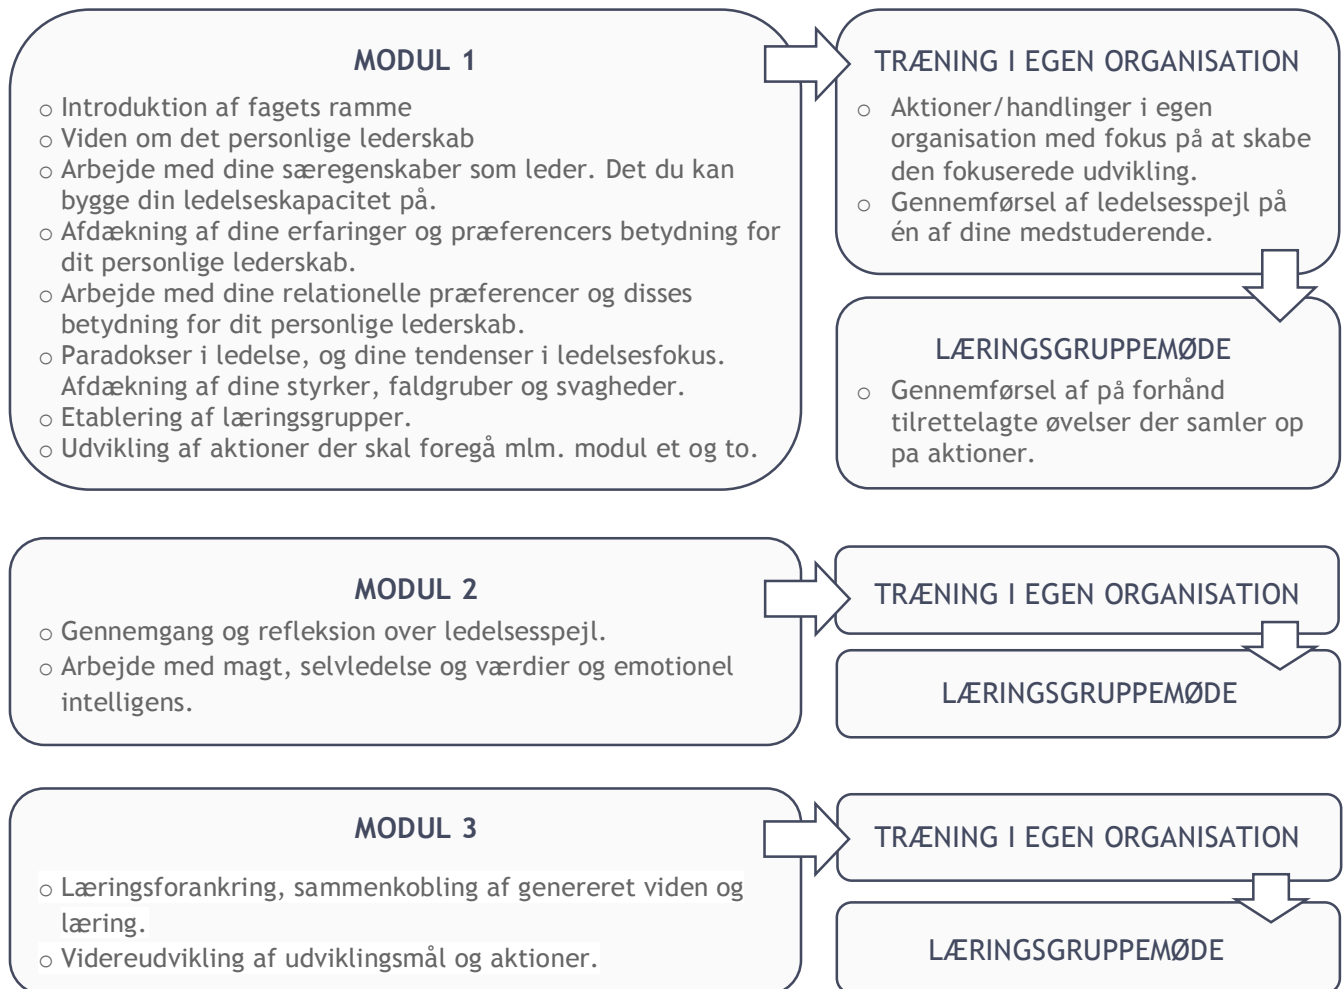 MODUL 1
○ Introduktion af fagets ramme
○ Viden om det personlige lederskab
○ Arbejde med dine særegenskaber som leder. Det du kan
bygge din ledelseskapacitet på.
○ Afdækning af dine erfaringer og præferencers betydning for
dit personlige lederskab.
○ Arbejde med dine relationelle præferencer og disses
betydning for dit personlige lederskab.
○ Paradokser i ledelse, og dine tendenser i ledelsesfokus.
Afdækning af dine styrker, faldgruber og svagheder.
○ Etablering af læringsgrupper.
○ Udvikling af aktioner der skal foregå mlm. modul et og to.
TRÆNING I EGEN ORGANISATION
○ Aktioner/handlinger i egen
organisation med fokus på at skabe
den fokuserede udvikling.
○ Gennemførsel af ledelsesspejl på
én af dine medstuderende.
LÆRINGSGRUPPEMØDE
○ Gennemførsel af på forhånd
tilrettelagte øvelser der samler op
pa aktioner.
MODUL 2
○ Gennemgang og refleksion over ledelsesspejl.
○ Arbejde med magt, selvledelse og værdier og emotionel
intelligens.
TRÆNING I EGEN ORGANISATION
LÆRINGSGRUPPEMØDE
MODUL 3
○ Læringsforankring, sammenkobling af genereret viden og
læring.
○ Videreudvikling af udviklingsmål og aktioner.
TRÆNING I EGEN ORGANISATION
LÆRINGSGRUPPEMØDE